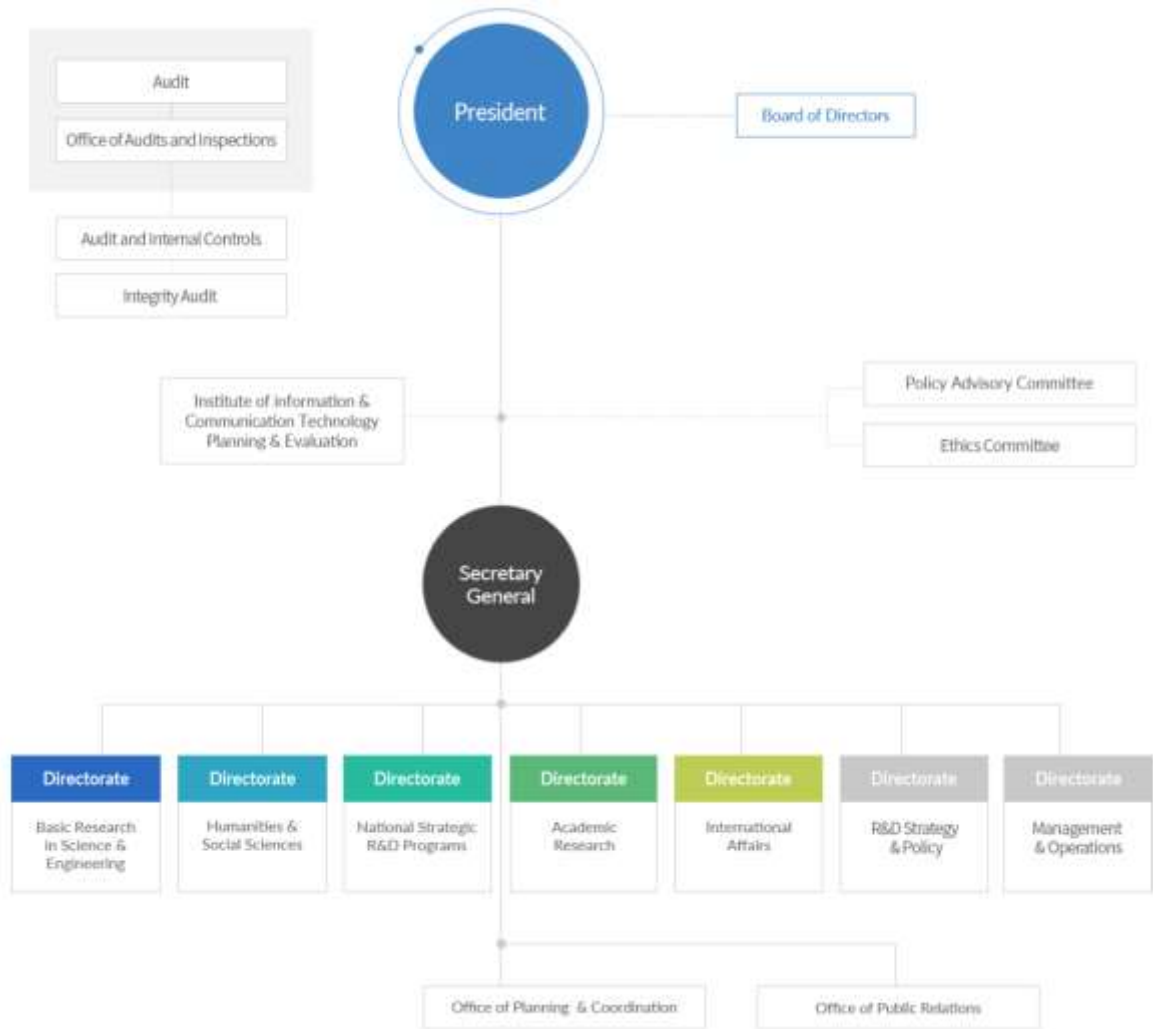 Audit
Office of Audits and Inspections
President
Board of Directors
Audit and Internal Controls
Integrity Audit
Institute of Information &
Communication Technology
Planning & Evaluation
Policy Advisory Committee
Ethics Committee
Secretary
General
Directorate
Basic Research
in Science &
Engineering
Directorate
Humanities &
Social Sciences
Directorate
National Strategic
R&D Programs
Directorate
Academic
Research
Directorate
International
Affairs
Directorate
R&D Strategy
& Policy
Directorate
Management
& Operations
Office of Planning & Coordination
Office of Public Relations